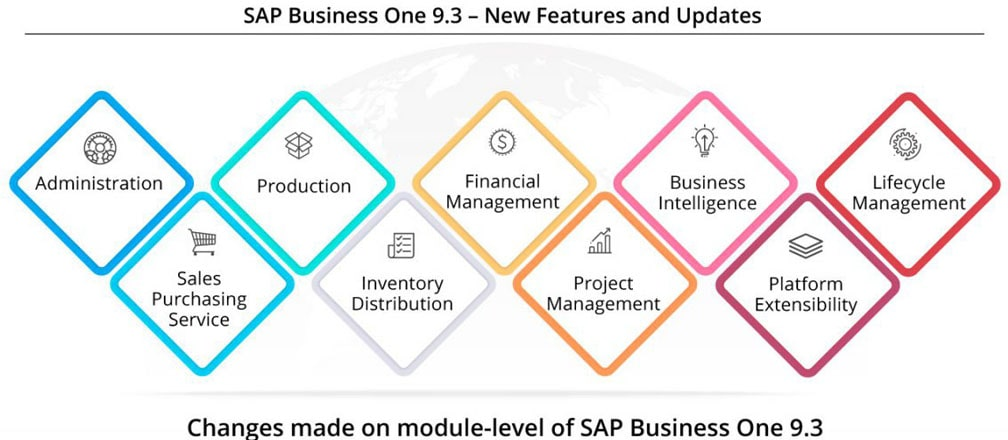 SAP Business One 9.3 – New Features and Updates
Administration
Sales
Purchasing
Service
Production
Inventory
Distribution
Financial
Management
Project
Management
Business
Intelligence
Platform
Extensibility
Lifecycle
Management
Changes made on module-level of SAP Business One 9.3